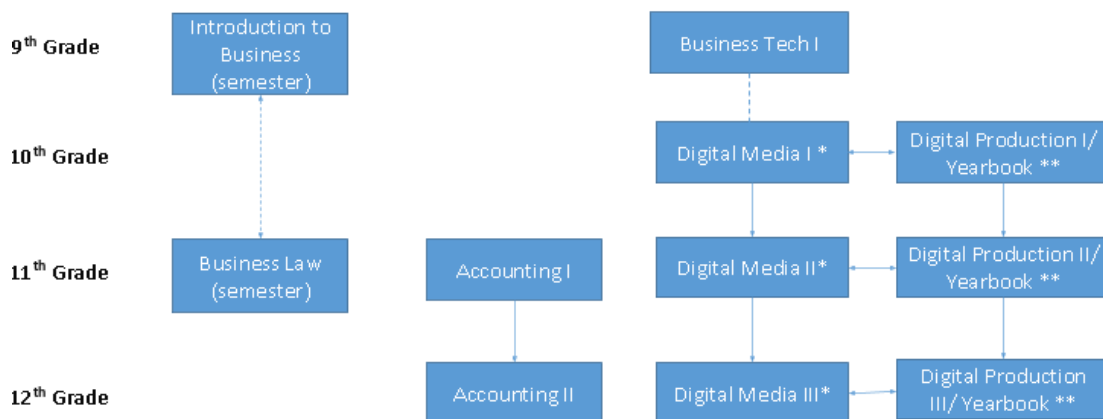 9th Grade
Introduction to
Business
(semester)
Business Tech I
10th Grade
Digital Media I *
Digital Production I/
Yearbook **
11th Grade
Business Law
(semester)
Accounting I
Digital Media II*
Digital Production II/
Yearbook **
12th Grade
Accounting II
Digital Media III*
Digital Production
III/ Yearbook **